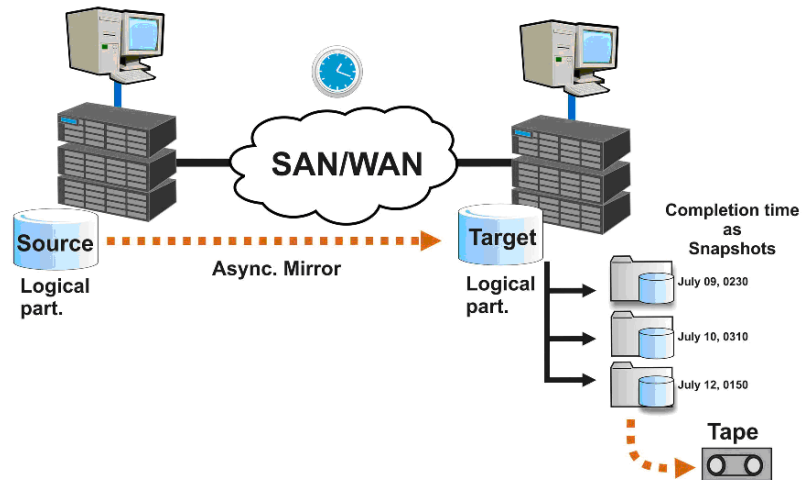 SAN/WAN
Source
Async. Mirror
Target
Logical
part.
Logical
part.
Completion time
as
Snapshots
July 09, 0230
July 10, 0310
July 12, 0150
Tape